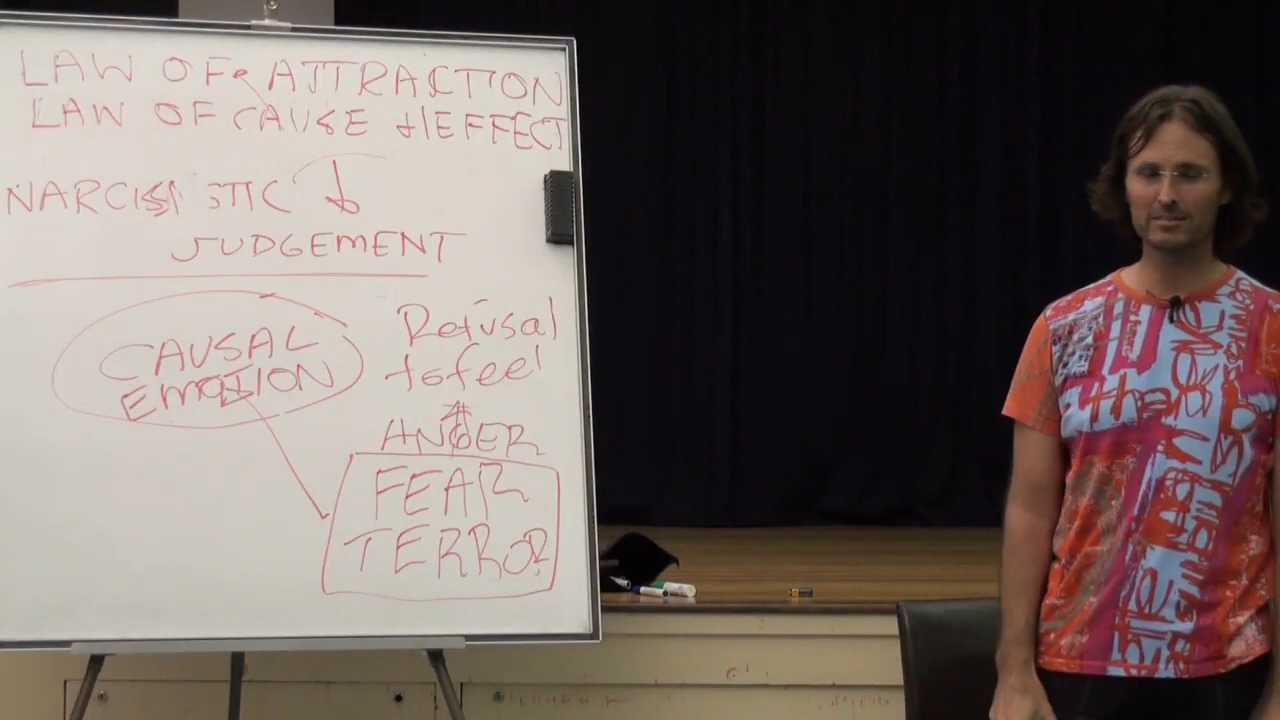 LAW OF ATTRACTION
LAW OF CAUSE + EFFECT
NARCISSISTIC
JUDGEMENT
CAUSAL
EMOTION
Refusal
to feel
ANGER
FEAR
TERROR